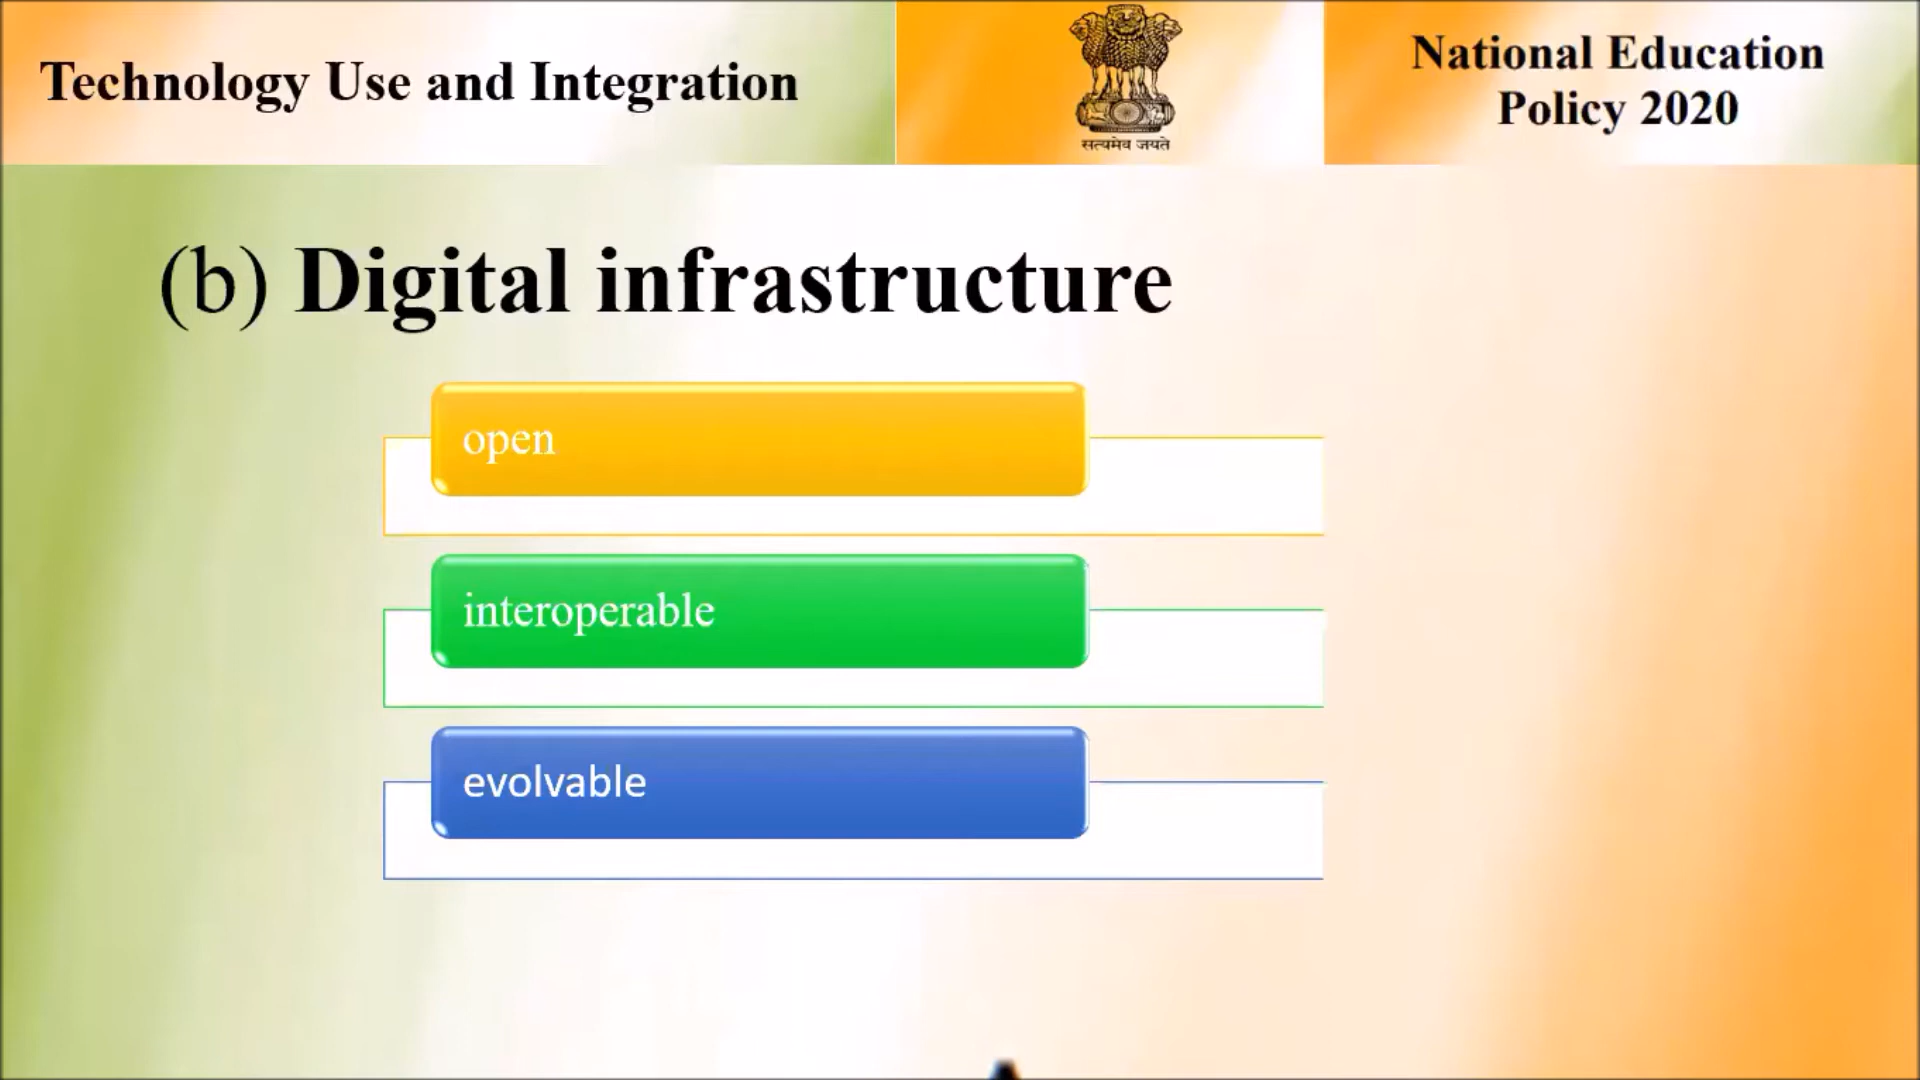 Technology Use and Integration
सत्यमेव जयते
National Education
Policy 2020
(b) Digital infrastructure
open
interoperable
evolvable